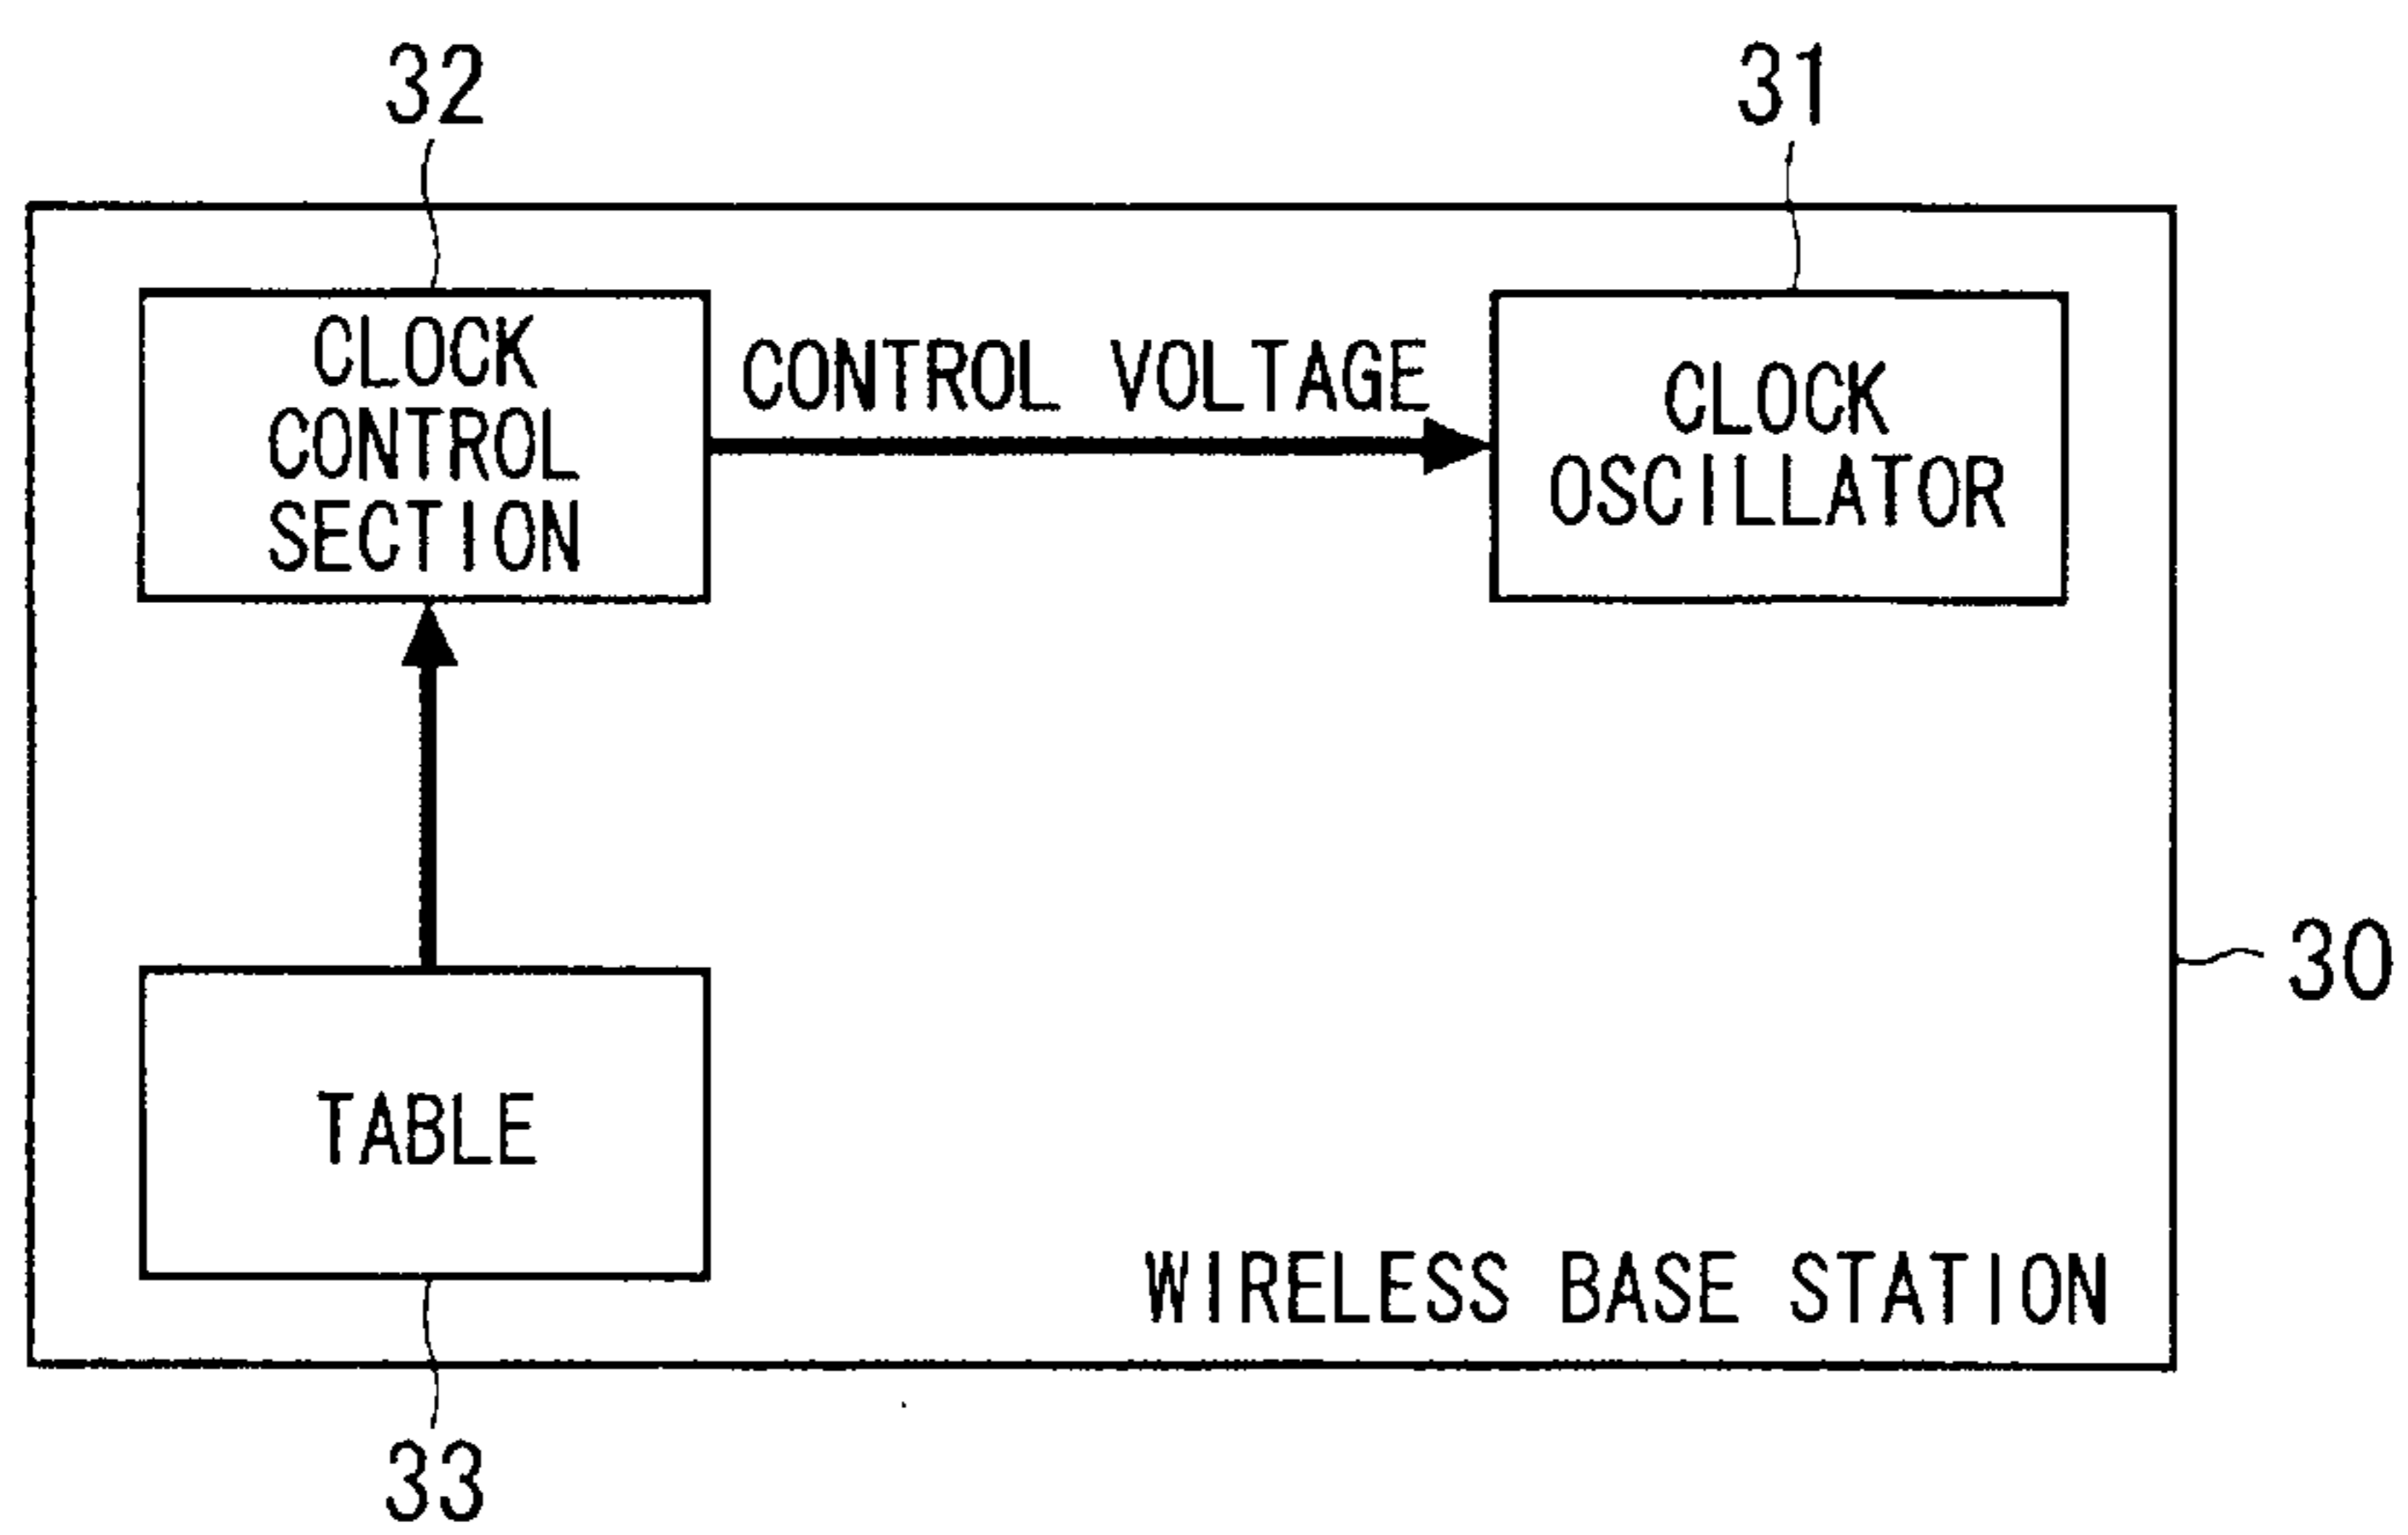 32
31
CLOCK
CONTROL
SECTION
CONTROL VOLTAGE
CLOCK
OSCILLATOR
30
TABLE
WIRELESS BASE STATION
33